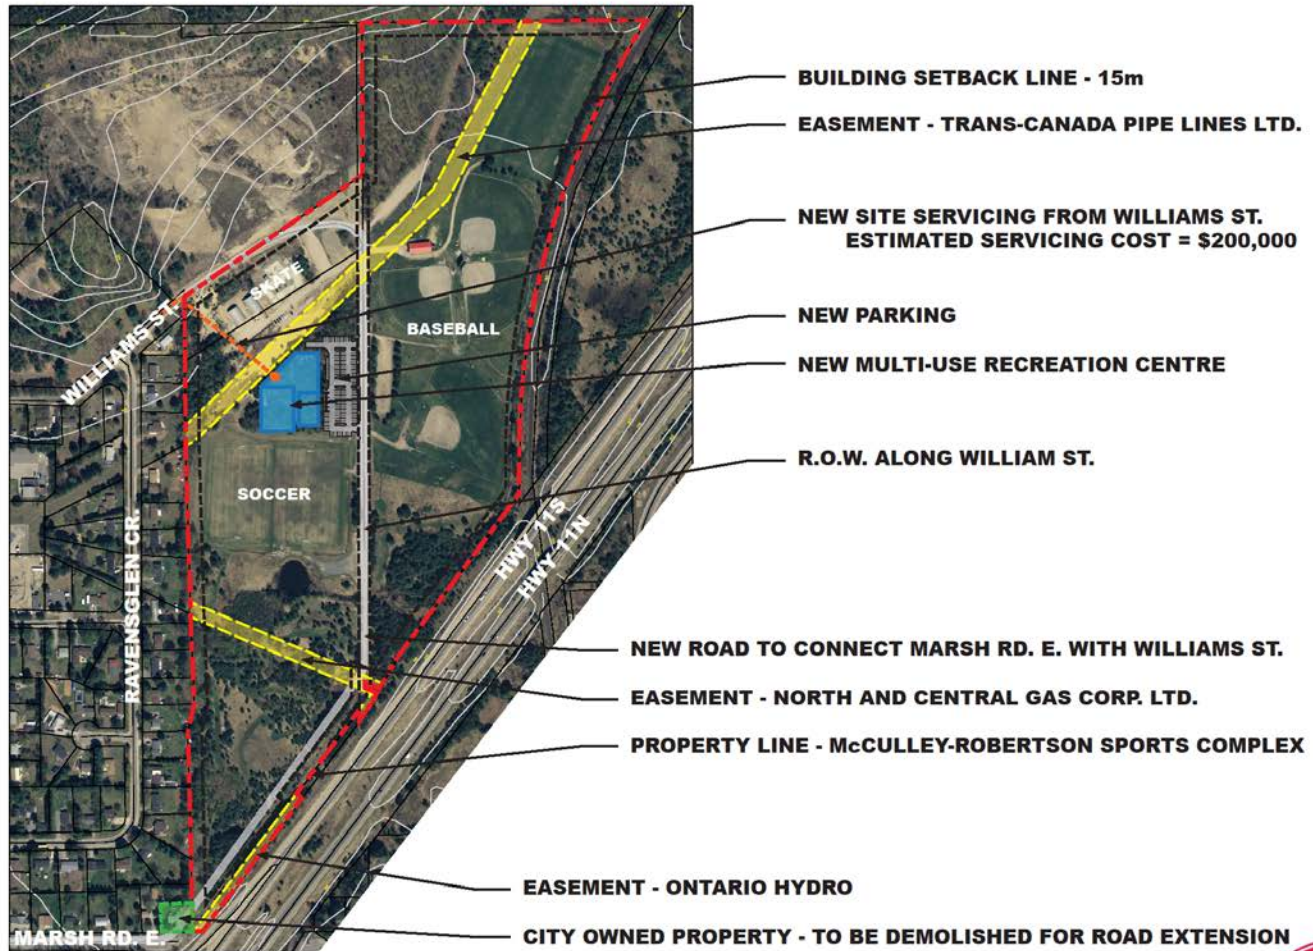 BUILDING SETBACK LINE - 15m
EASEMENT - TRANS-CANADA PIPE LINES LTD.
NEW SITE SERVICING FROM WILLIAMS ST.
ESTIMATED SERVICING COST = $200,000
SKATE
WILLIAMS ST.
BASEBALL
NEW PARKING
NEW MULTI-USE RECREATION CENTRE
R.O.W. ALONG WILLIAM ST.
SOCCER
RAVENSGLEN CR.
HWY 11S
HWY 11N
NEW ROAD TO CONNECT MARSH RD. E. WITH WILLIAMS ST.
EASEMENT - NORTH AND CENTRAL GAS CORP. LTD.
PROPERTY LINE - McCULLEY-ROBERTSON SPORTS COMPLEX
EASEMENT - ONTARIO HYDRO
MARSH RD. E.
CITY OWNED PROPERTY - TO BE DEMOLISHED FOR ROAD EXTENSION